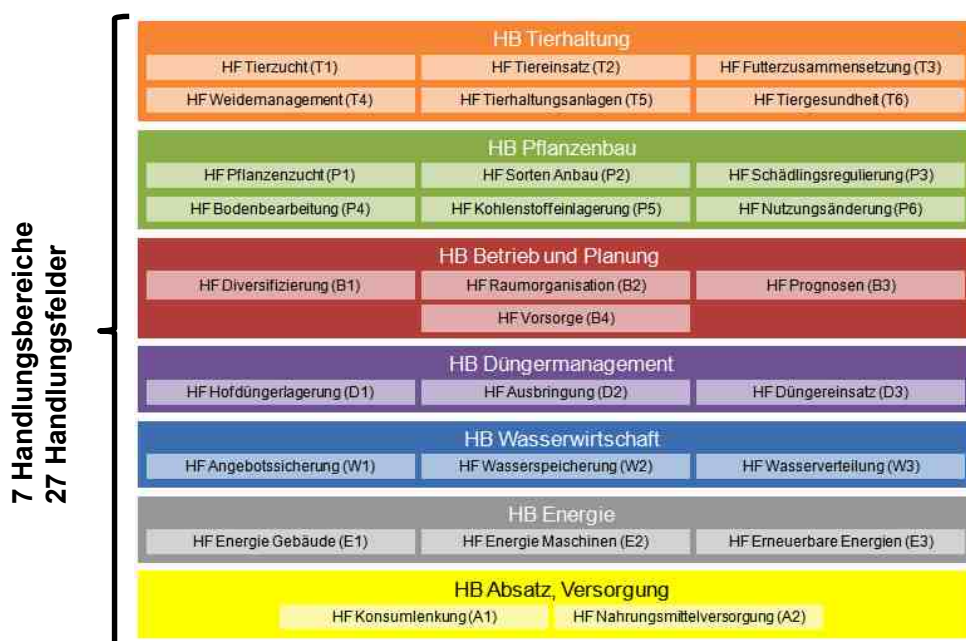 7 Handlungsbereiche
27 Handlungsfelder
HB Tierhaltung
HF Tierzucht (T1) HF Tiereinsatz (T2) HF Futterzusammensetzung (T3)
HF Weidemanagement (T4) HF Tierhaltungsanlagen (T5) HF Tiergesundheit (T6)
HB Pflanzenbau
HF Pflanzenzucht (P1) HF Sorten Anbau (P2) HF Schädlingsregulierung (P3)
HF Bodenbearbeitung (P4) HF Kohlenstoffeinlagerung (P5) HF Nutzungsänderung (P6)
HB Betrieb und Planung
HF Diversifizierung (B1) HF Raumorganisation (B2) HF Prognosen (B3)
HF Vorsorge (B4)
HB Düngermanagement
HF Hofdüngerlagerung (D1) HF Ausbringung (D2) HF Düngereinsatz (D3)
HB Wasserwirtschaft
HF Angebotssicherung (W1) HF Wasserspeicherung (W2) HF Wasserverteilung (W3)
HB Energie
HF Energie Gebäude (E1) HF Energie Maschinen (E2) HF Erneuerbare Energien (E3)
HB Absatz, Versorgung
HF Konsumlenkung (A1) HF Nahrungsmittelversorgung (A2)